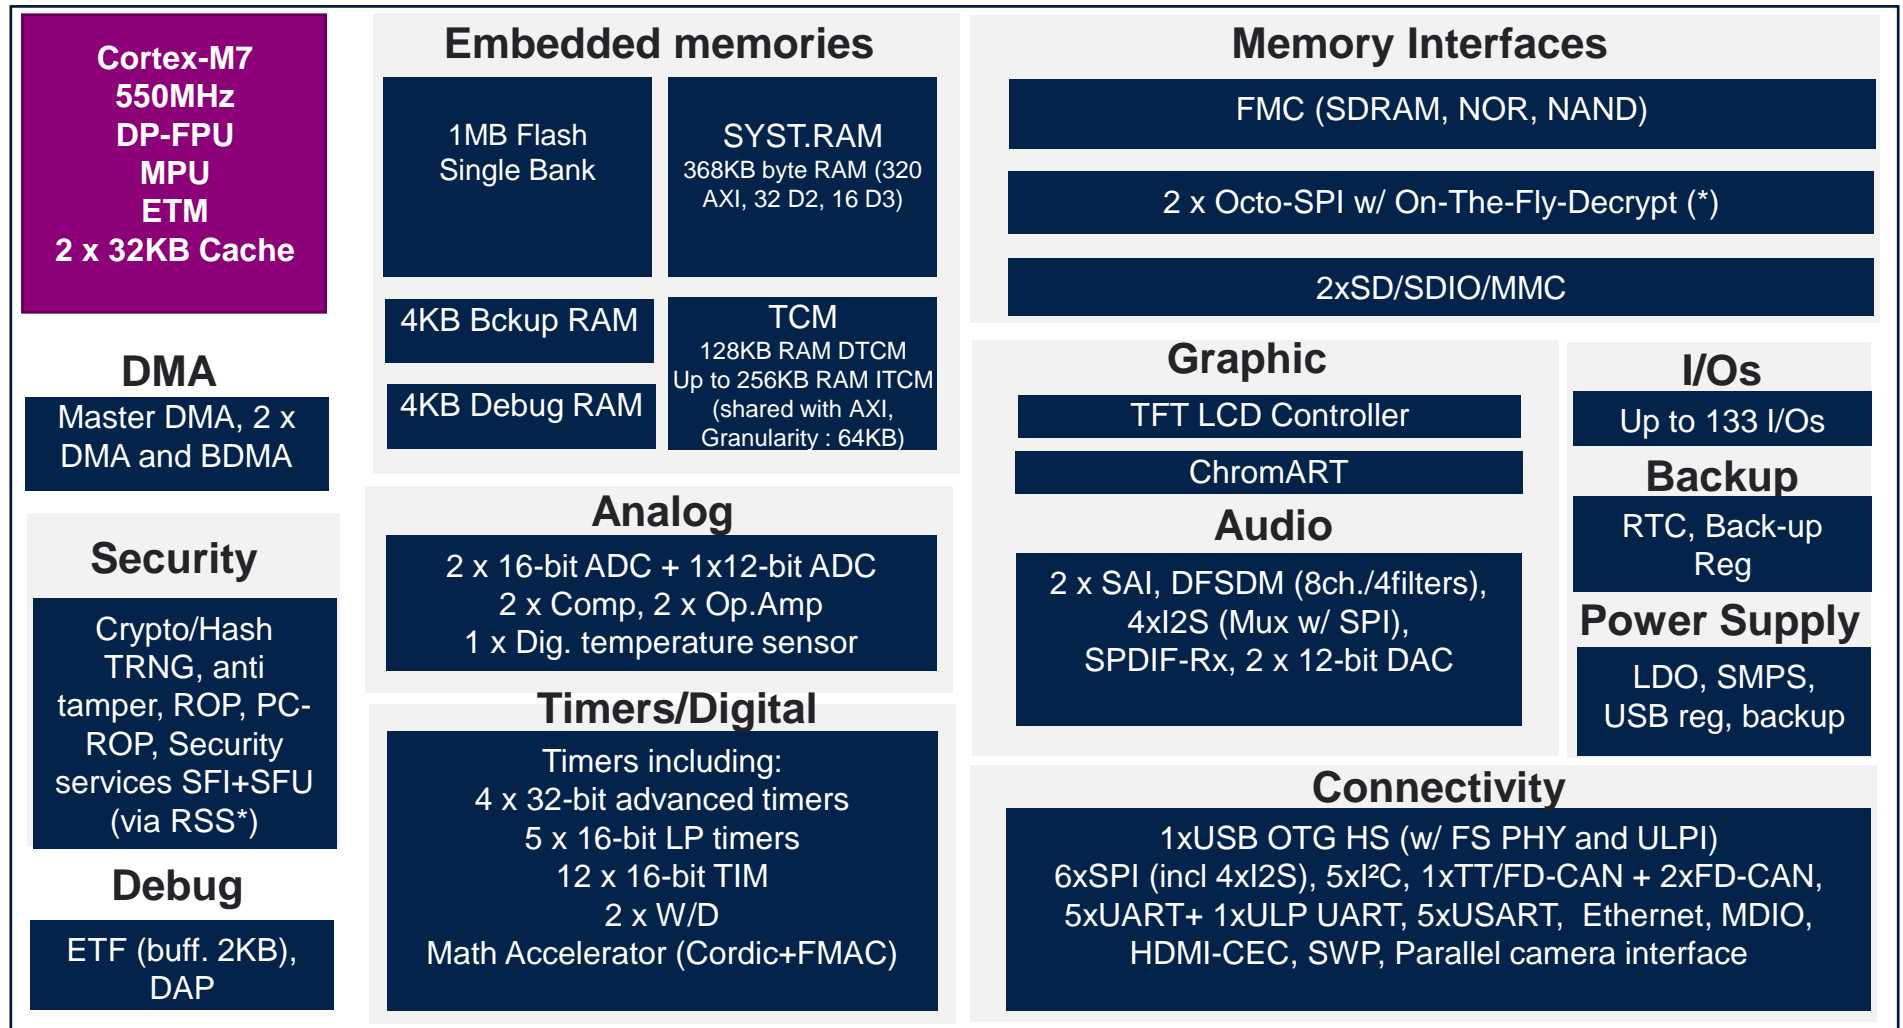 Cortex-M7
550MHz
DP-FPU
MPU
ETM
2 x 32KB Cache
DMA
Master DMA, 2 x
DMA and BDMA
Security
Crypto/Hash
TRNG, anti
tamper, ROP, PC-
ROP, Security
services SFI+SFU
(via RSS*)
Debug
ETF (buff. 2KB),
DAP
Embedded memories
1MB Flash
Single Bank
SYST.RAM
368KB byte RAM (320
AXI, 32 D2, 16 D3)
4KB Bckup RAM
4KB Debug RAM
TCM
128KB RAM DTCM
Up to 256KB RAM ITCM
(shared with AXI,
Granularity : 64KB)
Analog
2 x 16-bit ADC + 1x12-bit ADC
2 x Comp, 2 x Op.Amp
1 x Dig. temperature sensor
Timers/Digital
Timers including:
4 x 32-bit advanced timers
5 x 16-bit LP timers
12 x 16-bit TIM
2 x W/D
Math Accelerator (Cordic+FMAC)
Memory Interfaces
FMC (SDRAM, NOR, NAND)
2 x Octo-SPI w/ On-The-Fly-Decrypt (*)
2xSD/SDIO/MMC
Graphic
TFT LCD Controller
ChromART
Audio
2 x SAI, DFSDM (8ch./4filters),
4xI2S (Mux w/ SPI),
SPDIF-Rx, 2 x 12-bit DAC
I/Os
Up to 133 I/Os
Backup
RTC, Back-up
Reg
Power Supply
LDO, SMPS,
USB reg, backup
Connectivity
1xUSB OTG HS (w/ FS PHY and ULPI)
6xSPI (incl 4xI2S), 5xI²C, 1xTT/FD-CAN + 2xFD-CAN,
5xUART+ 1xULP UART, 5xUSART, Ethernet, MDIO,
HDMI-CEC, SWP, Parallel camera interface